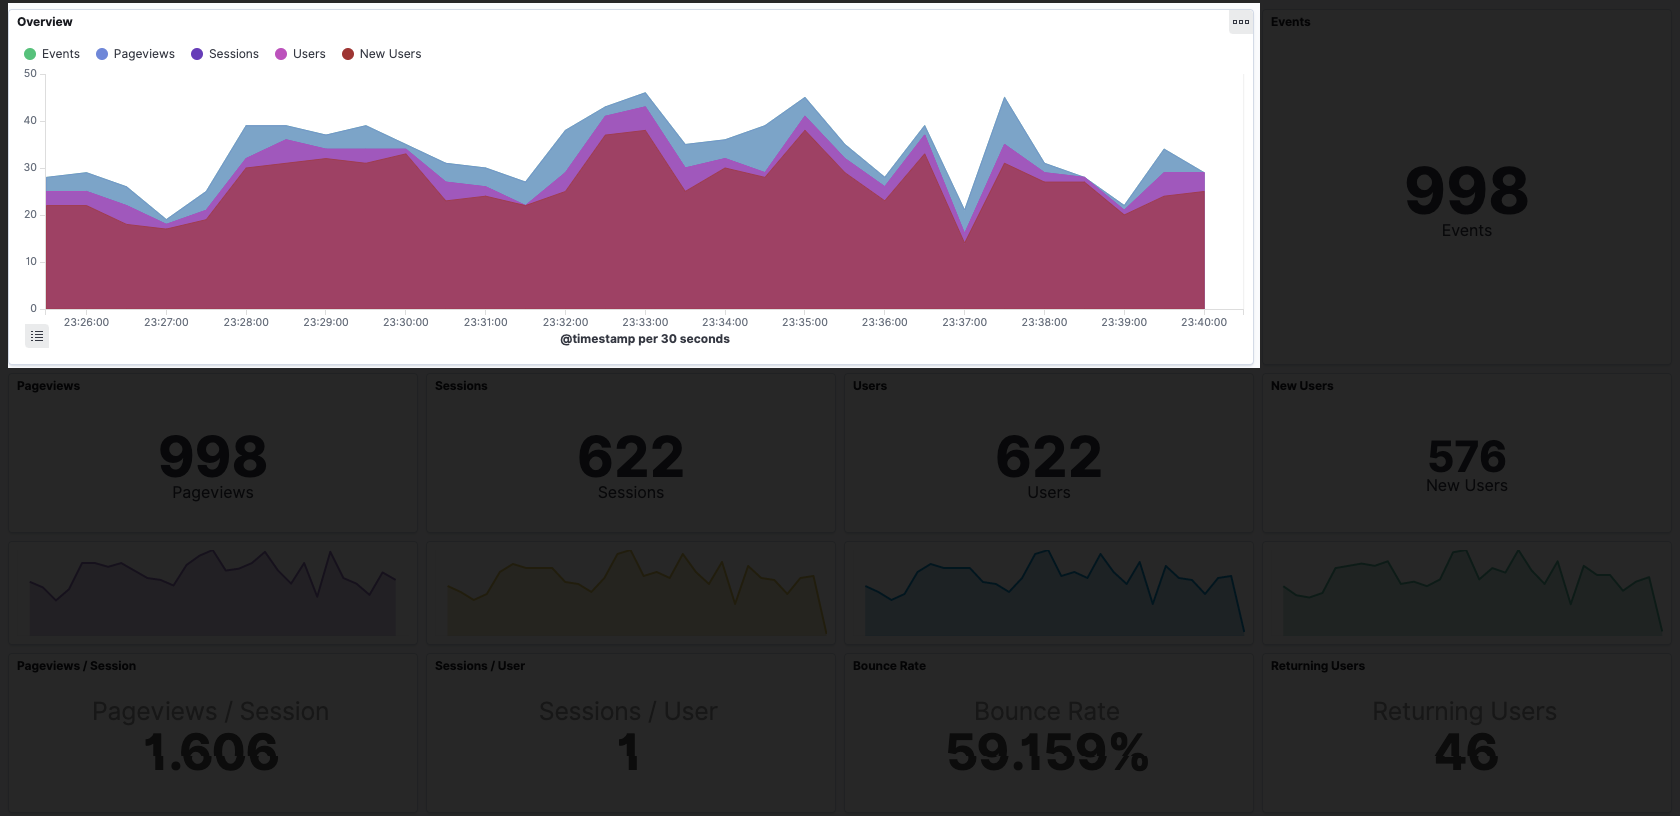 Overview
Events
Events Pageviews Sessions Users New Users
50
40
30
20
10
0
23:26:00 23:27:00 23:28:00 23:29:00 23:30:00 23:31:00 23:32:00 23:33:00 23:34:00 23:35:00 23:36:00 23:37:00 23:38:00 23:39:00 23:40:00
@timestamp per 30 seconds
998
Events
Pageviews
998
Pageviews
Sessions
622
Sessions
Users
622
Users
New Users
576
New Users
Pageviews / Session
Pageviews / Session
1.606
Sessions / User
Sessions / User
1
Bounce Rate
Bounce Rate
59.159%
Returning Users
Returning Users
46